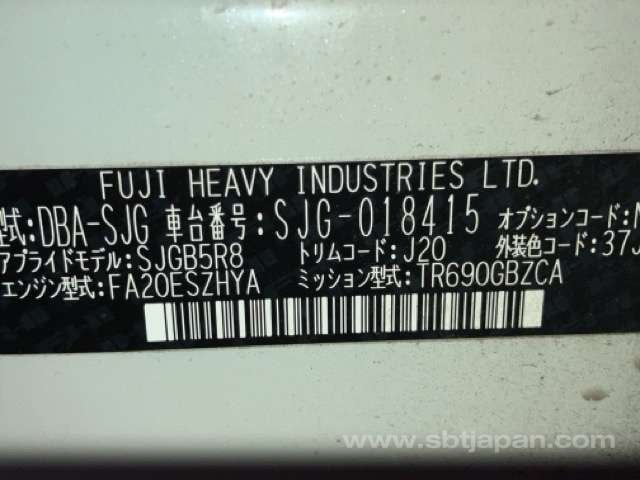 FUJI HEAVY INDUSTRIES LTD.
型式:DBA-SJG 車台番号:SJG-018415 オプションコード:
アプライドモデル:SJGB5R8 トリムコード:J20 外装色コード:37J
エンジン型式:FA20ESZHYA ミッション型式:TR690GBZCA
www.sbtjapan.com